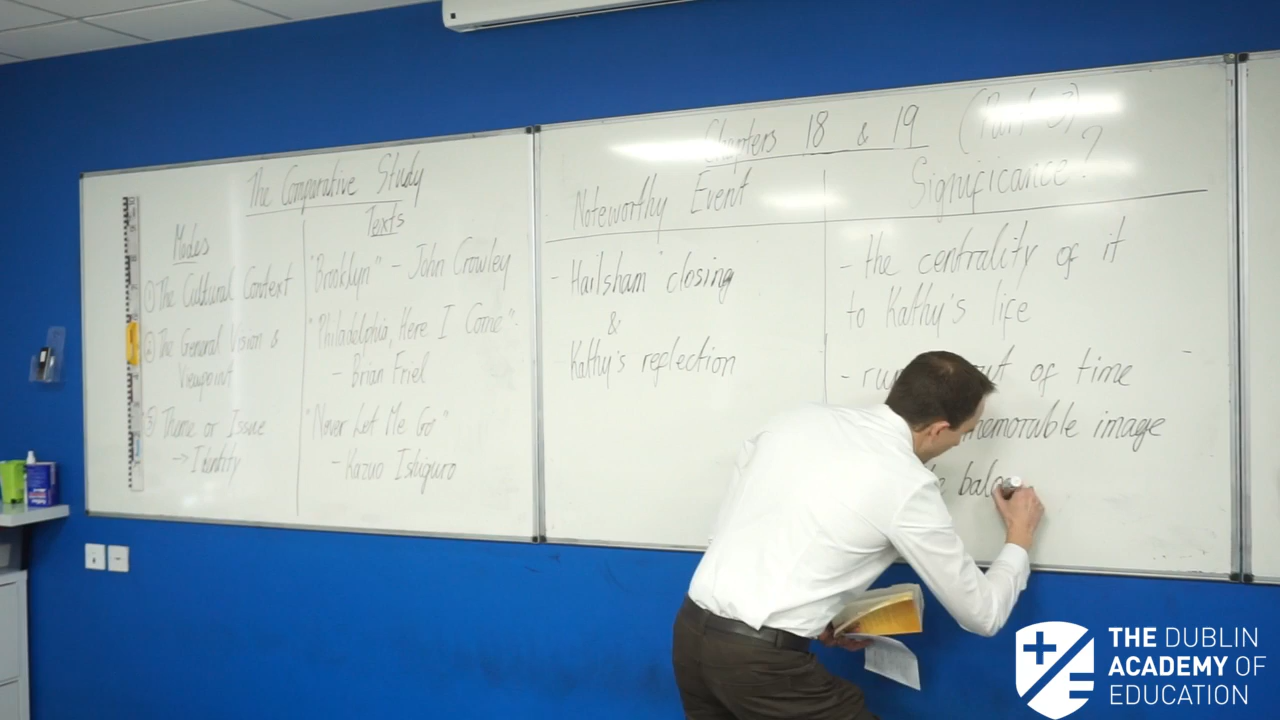 The Comparative Study
Modes
① The Cultural Context
② The General Vision &
Viewpoint
③ Theme or Issue
→ Identity
Texts
"Brooklyn" - John Crowley
"Philadelphia, Here I Come"
- Brian Friel
"Never Let Me Go"
- Kazuo Ishiguro
Chapters 18 & 19 (Part 3)
Noteworthy Event
- Hailsham closing
&
Kathy's reflection
Significance?
- the centrality of it
to Kathy's life
- out of time
memorable image
THE DUBLIN
ACADEMY OF
EDUCATION